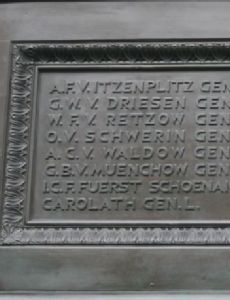 A.F.V. ITZENPLITZ GEN
G.W.V. DRIESEN GEN
W.F.V. RETZOW GEN
O.V. SCHWERIN GEN
A.C.V. WALDOW GEN
G.B.V. MUENCHOW GEN
I.C.F. FUERST SCHOENAI
CAROLATH GEN.L.